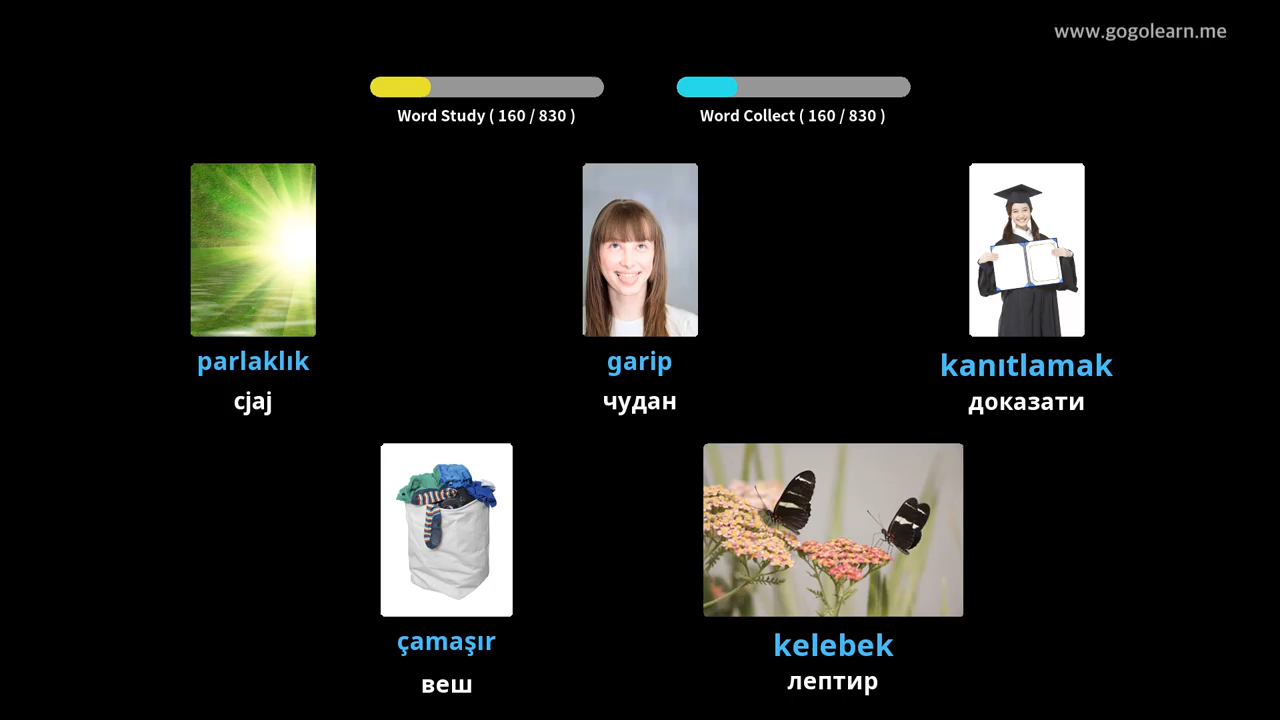 www.gogolearn.me
Word Study ( 160 / 830 )
Word Collect ( 160 / 830 )
parlaklık
сјај
garip
чудан
kanıtlamak
доказати
çamaşır
веш
kelebek
лептир